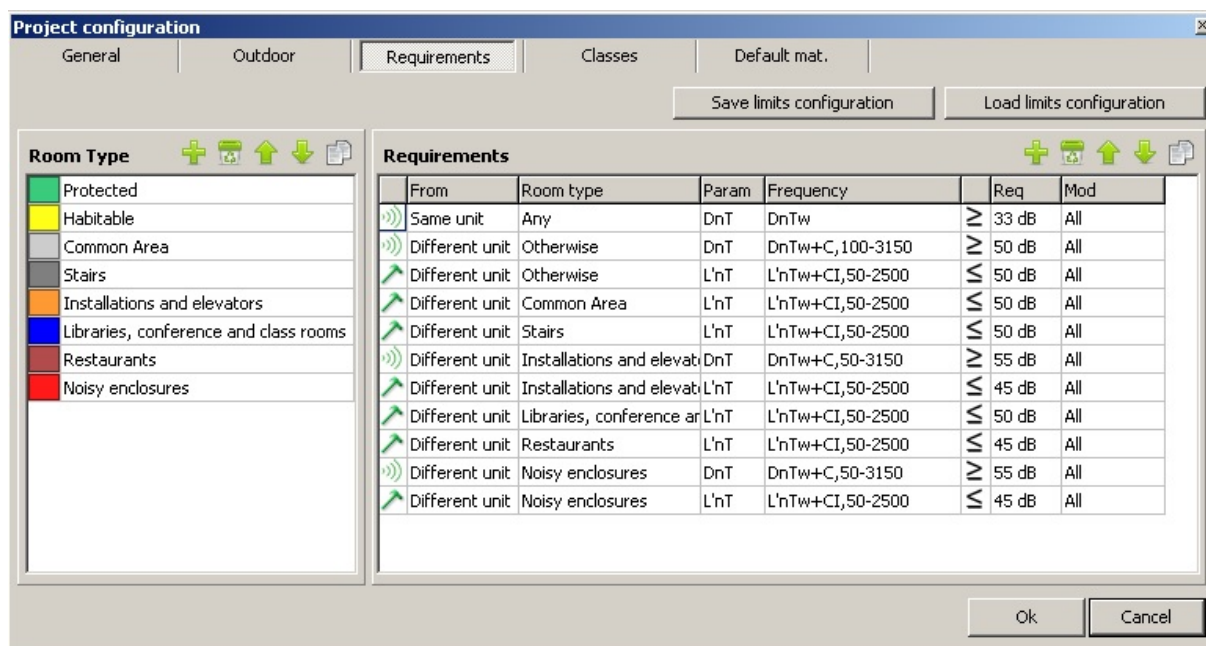 Project configuration
General Outdoor Requirements Classes Default mat.
Save limits configuration Load limits configuration
Room Type
Protected
Habitable
Common Area
Stairs
Installations and elevators
Libraries, conference and class rooms
Restaurants
Noisy enclosures
Requirements
From Room type Param Frequency Req Mod
Same unit Any DnT DnTw ≥ 33 dB All
Different unit Otherwise DnT DnTw+C,100-3150 ≥ 50 dB All
Different unit Otherwise L'nT L'nTw+CI,50-2500 ≤ 50 dB All
Different unit Common Area L'nT L'nTw+CI,50-2500 ≤ 50 dB All
Different unit Stairs L'nT L'nTw+CI,50-2500 ≤ 50 dB All
Different unit Installations and elevat DnT DnTw+C,50-3150 ≥ 55 dB All
Different unit Installations and elevat L'nT L'nTw+CI,50-2500 ≤ 45 dB All
Different unit Libraries, conference ar L'nT L'nTw+CI,50-2500 ≤ 50 dB All
Different unit Restaurants L'nT L'nTw+CI,50-2500 ≤ 45 dB All
Different unit Noisy enclosures DnT DnTw+C,50-3150 ≥ 55 dB All
Different unit Noisy enclosures L'nT L'nTw+CI,50-2500 ≤ 45 dB All
Ok Cancel